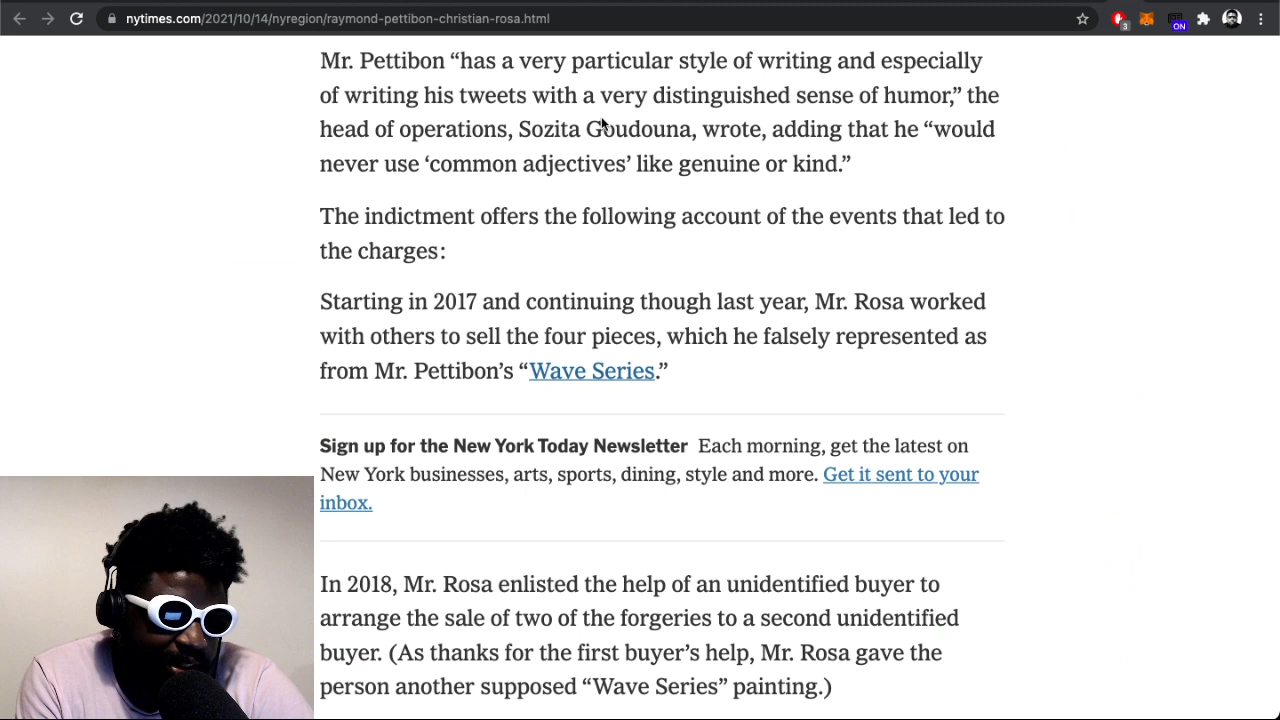 nytimes.com/2021/10/14/nyregion/raymond-pettibon-christian-rosa.html
3
ON
Mr. Pettibon “has a very particular style of writing and especially
of writing his tweets with a very distinguished sense of humor,” the
head of operations, Sozita Goudouna, wrote, adding that he “would
never use ‘common adjectives’ like genuine or kind.”
The indictment offers the following account of the events that led to
the charges:
Starting in 2017 and continuing though last year, Mr. Rosa worked
with others to sell the four pieces, which he falsely represented as
from Mr. Pettibon’s “Wave Series.”
Sign up for the New York Today Newsletter Each morning, get the latest on
New York businesses, arts, sports, dining, style and more. Get it sent to your
inbox.
In 2018, Mr. Rosa enlisted the help of an unidentified buyer to
arrange the sale of two of the forgeries to a second unidentified
buyer. (As thanks for the first buyer’s help, Mr. Rosa gave the
person another supposed “Wave Series” painting.)